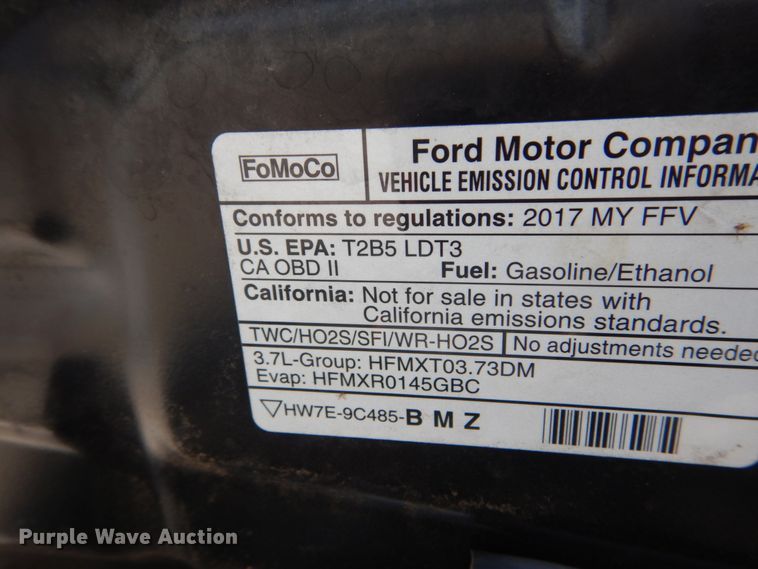 FoMoCo
Ford Motor Compan
VEHICLE EMISSION CONTROL INFORMA
Conforms to regulations: 2017 MY FFV
U.S. EPA: T2B5 LDT3
CA OBD II Fuel: Gasoline/Ethanol
California: Not for sale in states with
California emissions standards.
TWC/HO2S/SFI/WR-HO2S No adjustments needed
3.7L-Group: HFMXT03.73DM
Evap: HFMXR0145GBC
HW7E-9C485-B M Z
Purple Wave Auction